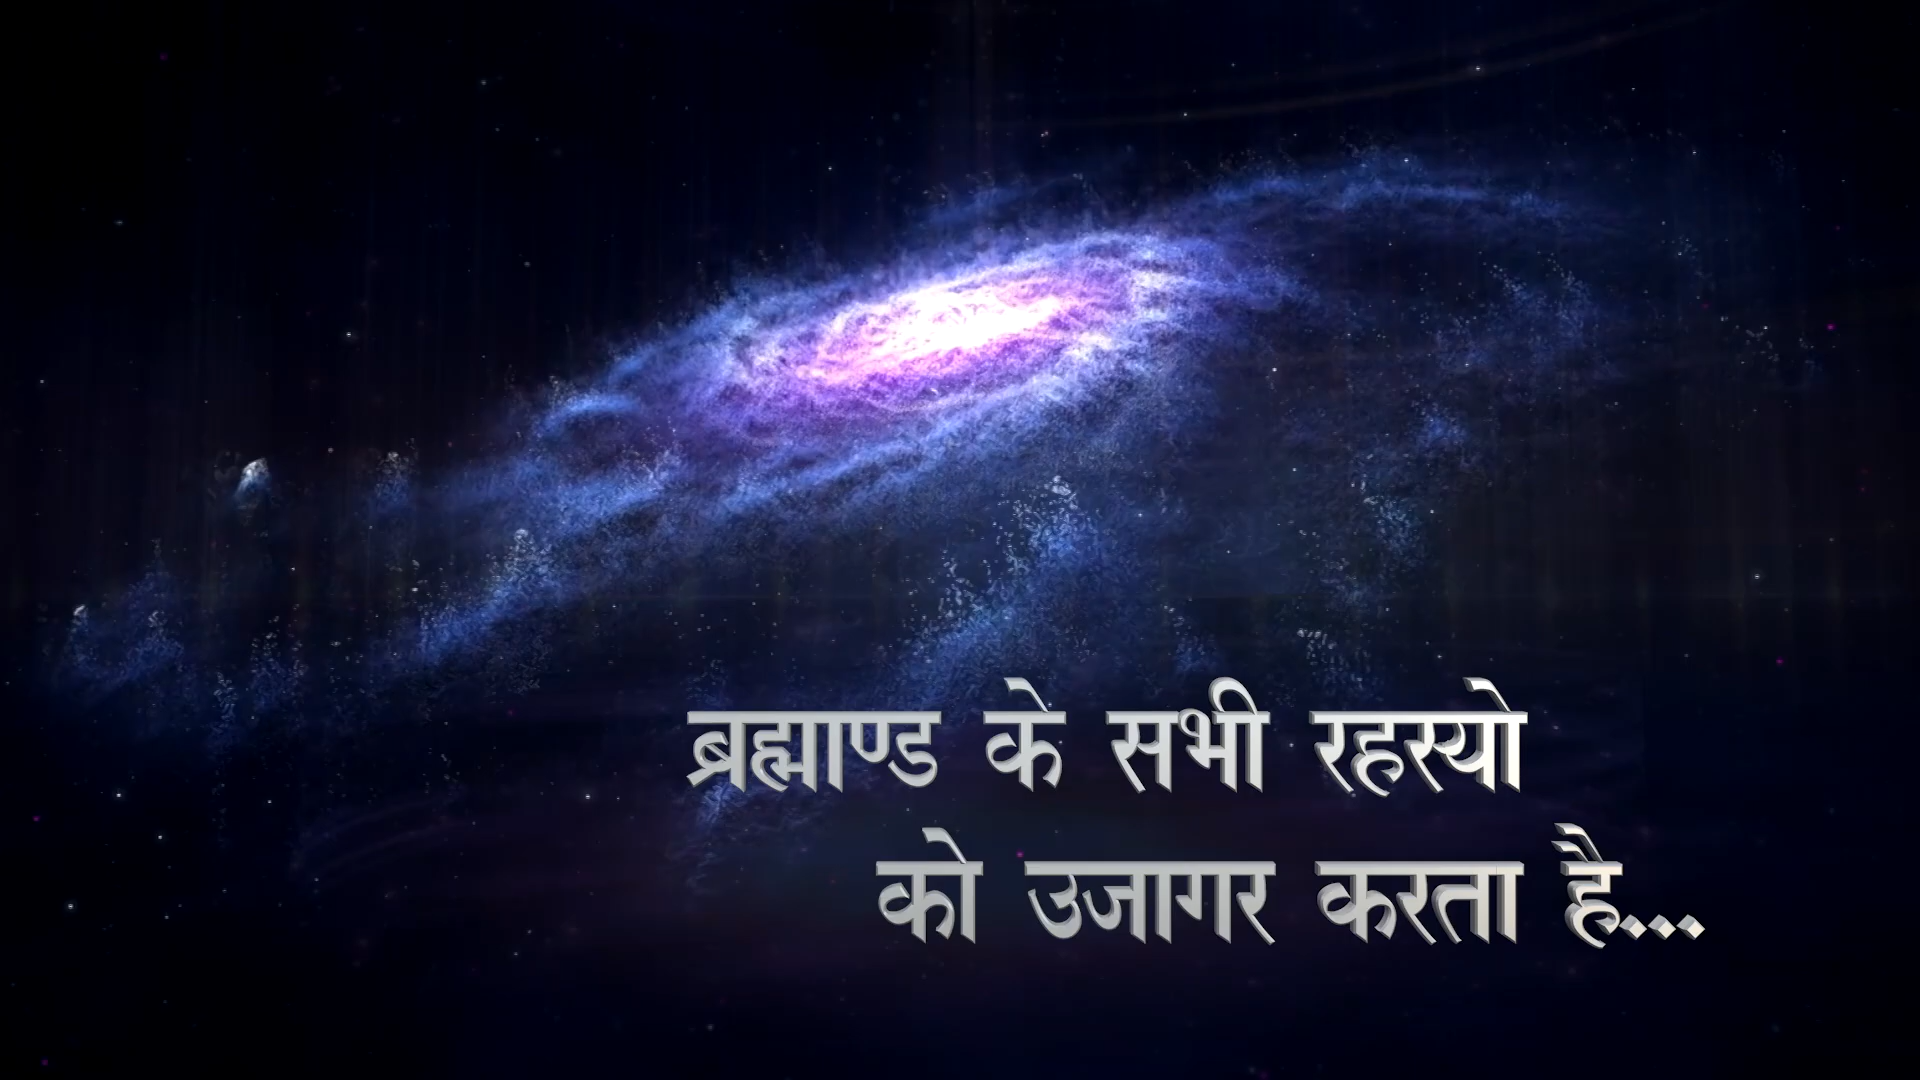 ब्रह्माण्ड के सभी रहस्यो
को उजागर करता है...